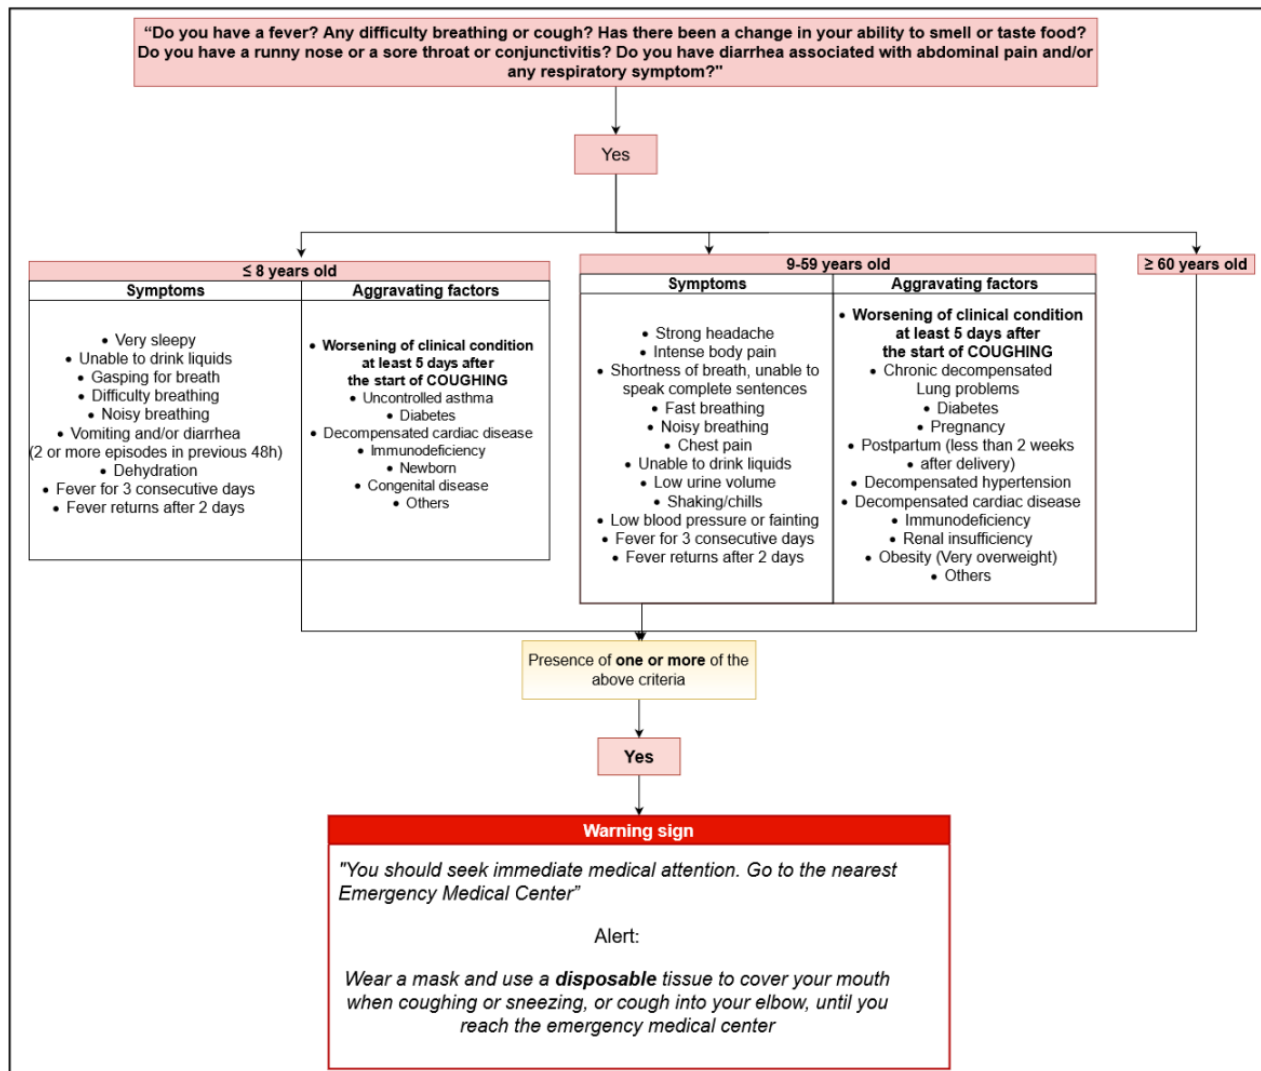 “Do you have a fever? Any difficulty breathing or cough? Has there been a change in your ability to smell or taste food?
Do you have a runny nose or a sore throat or conjunctivitis? Do you have diarrhea associated with abdominal pain and/or
any respiratory symptom?"
Yes
≤ 8 years old
Symptoms
• Very sleepy
• Unable to drink liquids
• Gasping for breath
• Difficulty breathing
• Noisy breathing
• Vomiting and/or diarrhea
(2 or more episodes in previous 48h)
• Dehydration
• Fever for 3 consecutive days
• Fever returns after 2 days
Aggravating factors
• Worsening of clinical condition
at least 5 days after
the start of COUGHING
• Uncontrolled asthma
• Diabetes
• Decompensated cardiac disease
• Immunodeficiency
• Newborn
• Congenital disease
• Others
9-59 years old
Symptoms
• Strong headache
• Intense body pain
• Shortness of breath, unable to
speak complete sentences
• Fast breathing
• Noisy breathing
• Chest pain
• Unable to drink liquids
• Low urine volume
• Shaking/chills
• Low blood pressure or fainting
• Fever for 3 consecutive days
• Fever returns after 2 days
Aggravating factors
• Worsening of clinical condition
at least 5 days after
the start of COUGHING
• Chronic decompensated
Lung problems
• Diabetes
• Pregnancy
• Postpartum (less than 2 weeks
• after delivery)
• Decompensated hypertension
• Decompensated cardiac disease
• Immunodeficiency
• Renal insufficiency
• Obesity (Very overweight)
• Others
≥ 60 years old
Presence of one or more of the
above criteria
Yes
Warning sign
"You should seek immediate medical attention. Go to the nearest
Emergency Medical Center”
Alert:
Wear a mask and use a disposable tissue to cover your mouth
when coughing or sneezing, or cough into your elbow, until you
reach the emergency medical center